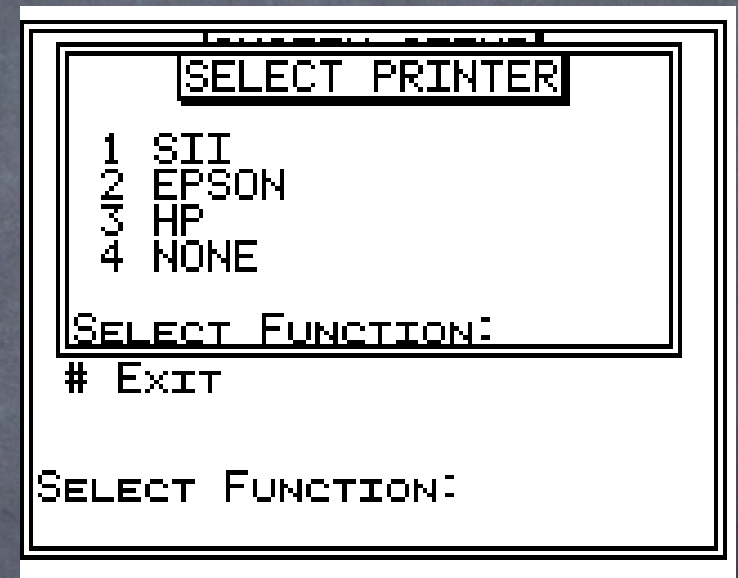 SELECT PRINTER
1 SII
2 EPSON
3 HP
4 NONE
SELECT FUNCTION:
# EXIT
SELECT FUNCTION: